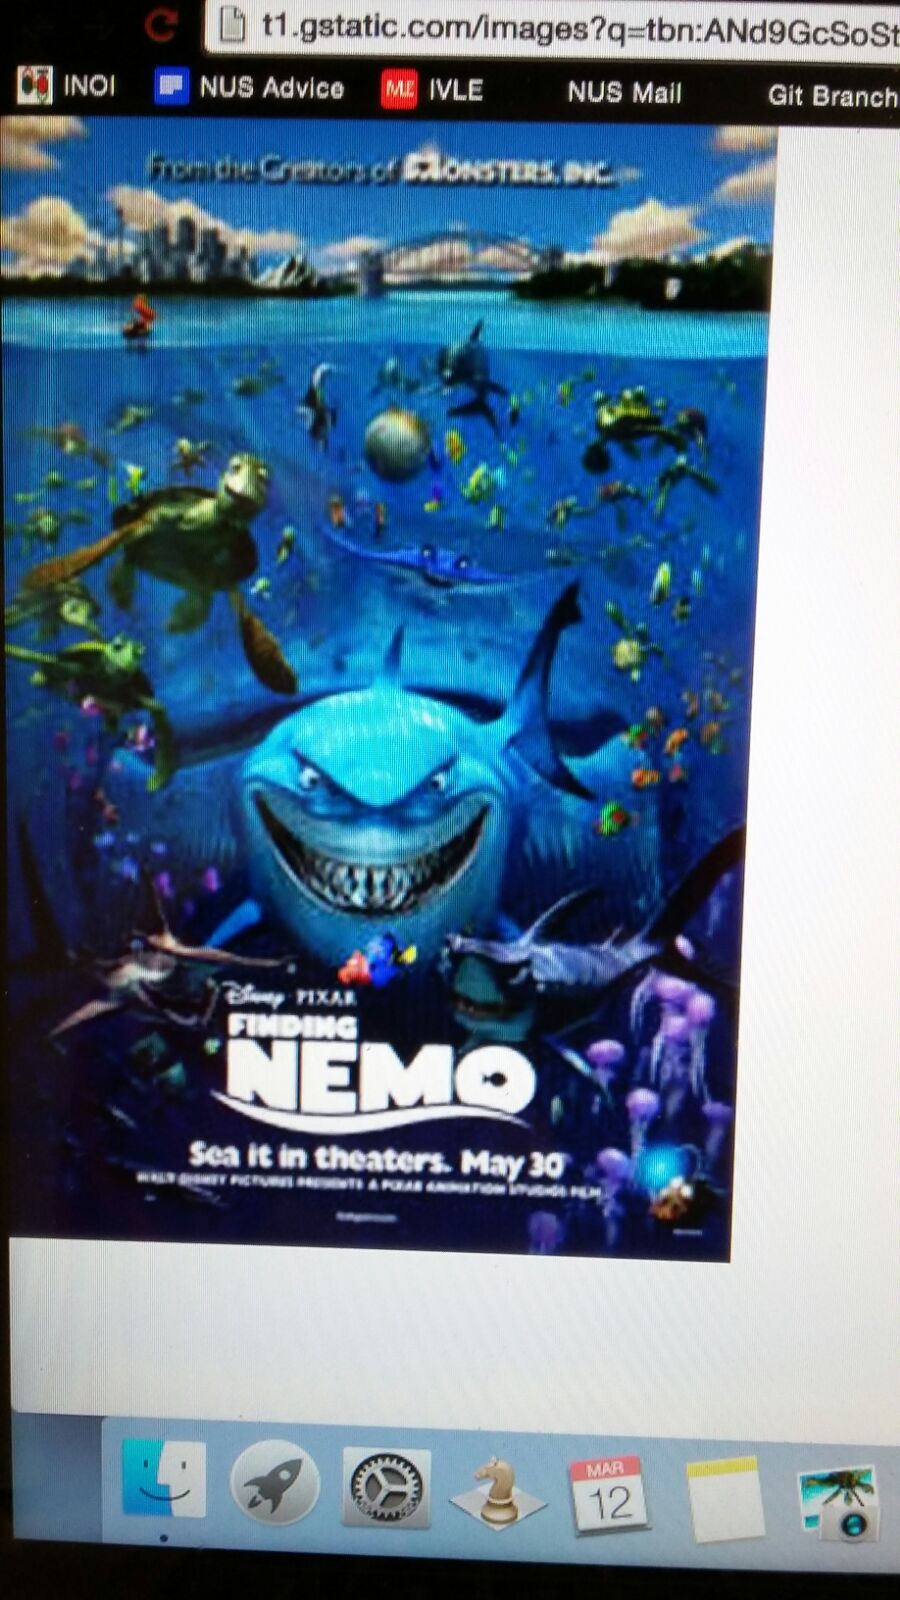 t1.gstatic.com/images?q=tbn:ANd9GcSoSt
INOI
NUS Advice
IVLE
NUS Mail
Git Branch
From the Creators of MONSTERS, INC.
Disney · PIXAR
FINDING
NEMO
Sea it in theaters. May 30
WALT DISNEY PICTURES PRESENTS A PIXAR ANIMATION STUDIOS FILM
MAR
12